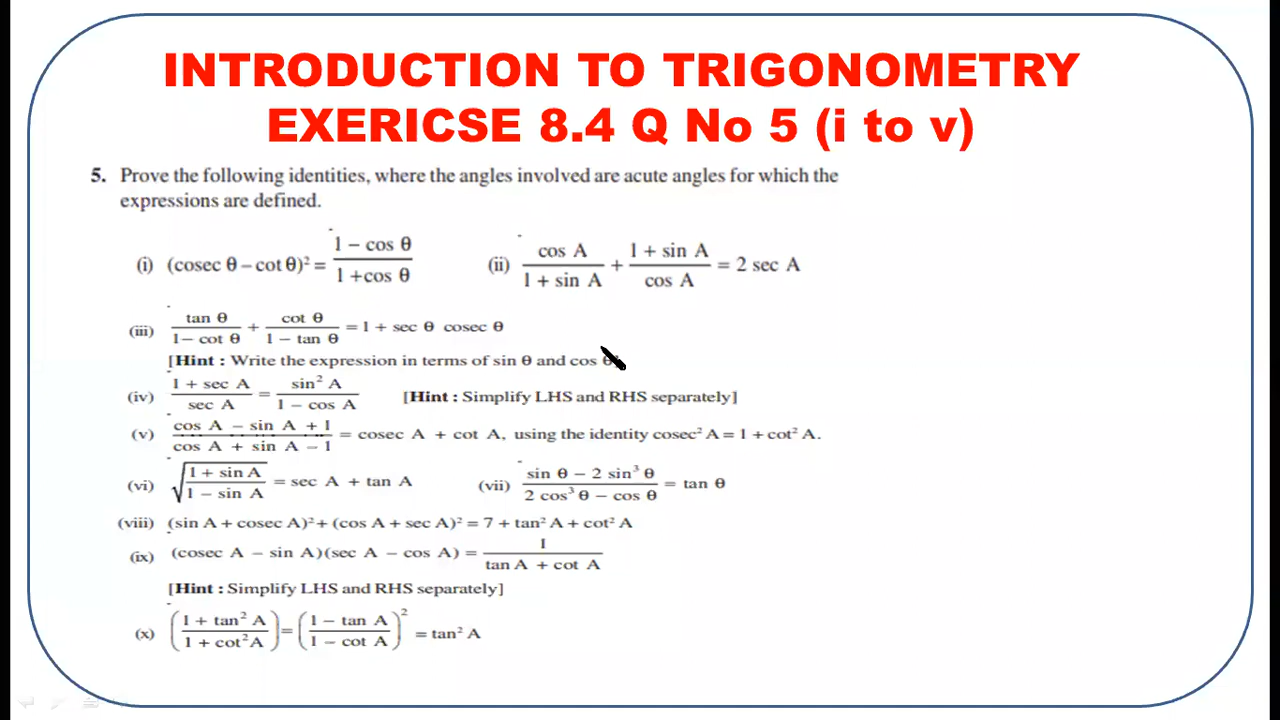 INTRODUCTION TO TRIGONOMETRY
EXERICSE 8.4 Q No 5 (i to v)
5. Prove the following identities, where the angles involved are acute angles for which the
expressions are defined.
(i) (cosec θ – cot θ)² = (1 – cos θ)/(1 + cos θ) (ii) cos A/(1 + sin A) + (1 + sin A)/cos A = 2 sec A
(iii) tan θ/(1 – cot θ) + cot θ/(1 – tan θ) = 1 + sec θ cosec θ
[Hint : Write the expression in terms of sin θ and cos θ]
(iv) (1 + sec A)/sec A = sin² A/(1 – cos A) [Hint : Simplify LHS and RHS separately]
(v) (cos A – sin A + 1)/(cos A + sin A – 1) = cosec A + cot A, using the identity cosec² A = 1 + cot² A.
(vi) √((1 + sin A)/(1 – sin A)) = sec A + tan A (vii) (sin θ – 2 sin³ θ)/(2 cos³ θ – cos θ) = tan θ
(viii) (sin A + cosec A)² + (cos A + sec A)² = 7 + tan² A + cot² A
(ix) (cosec A – sin A)(sec A – cos A) = 1/(tan A + cot A)
[Hint : Simplify LHS and RHS separately]
(x) ((1 + tan² A)/(1 + cot² A)) = ((1 – tan A)/(1 – cot A))² = tan² A